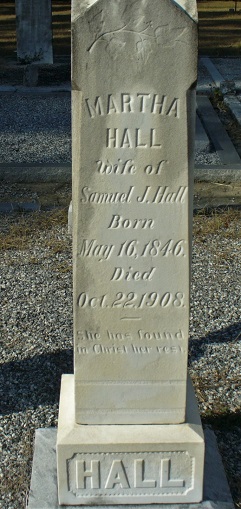 MARTHA
HALL
Wife of
Samuel J. Hall
Born
May 16, 1846.
Died
Oct. 22, 1908.
She has found
in Christ her rest
HALL